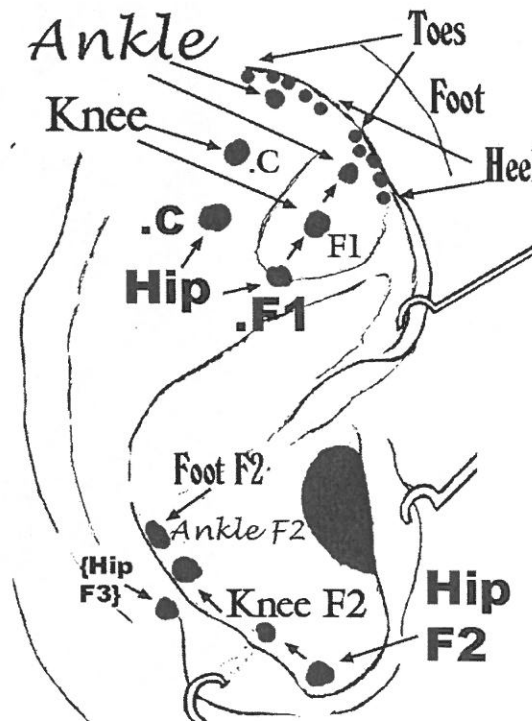 Toes
Ankle
Foot
Knee
Hee
.C
.C
F1
Hip
.F1
Foot F2
Ankle F2
{Hip
F3}
Knee F2
Hip
F2